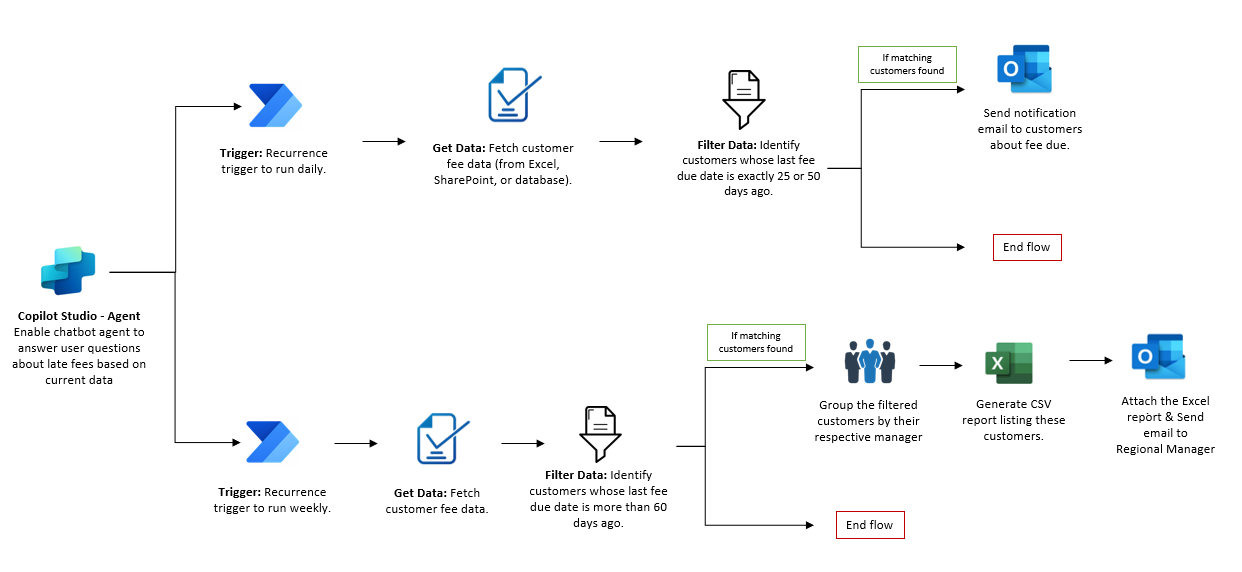 If matching
customers found
Send notification
email to customers
about fee due.
Trigger: Recurrence
trigger to run daily.
Get Data: Fetch customer
fee data (from Excel,
SharePoint, or database).
Filter Data: Identify
customers whose last fee
due date is exactly 25 or 50
days ago.
End flow
Copilot Studio - Agent
Enable chatbot agent to
answer user questions
about late fees based on
current data
If matching
customers found
Group the filtered
customers by their
respective manager
X
Generate CSV
report listing these
customers.
Attach the Excel
report & Send
email to
Regional Manager
Trigger: Recurrence
trigger to run weekly.
Get Data: Fetch
customer fee data.
Filter Data: Identify
customers whose last fee
due date is more than 60
days ago.
End flow